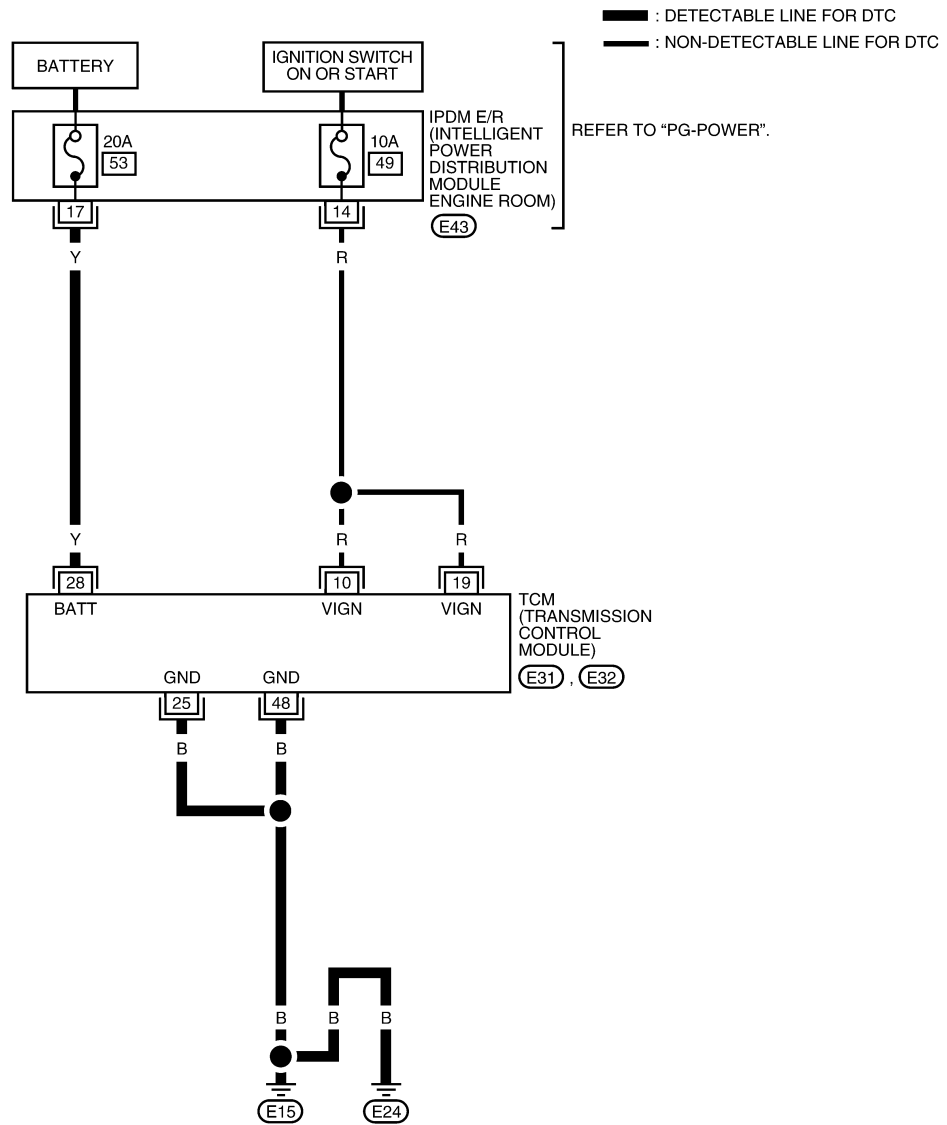 : DETECTABLE LINE FOR DTC
: NON-DETECTABLE LINE FOR DTC
BATTERY
IGNITION SWITCH
ON OR START
IPDM E/R
(INTELLIGENT
POWER
DISTRIBUTION
MODULE
ENGINE ROOM)
E43
REFER TO “PG-POWER”.
20A
53
10A
49
17
14
Y
R
Y
R
R
28
10
19
BATT
VIGN
VIGN
TCM
(TRANSMISSION
CONTROL
MODULE)
E31 , E32
GND
GND
25
48
B
B
B
B
B
E15
E24